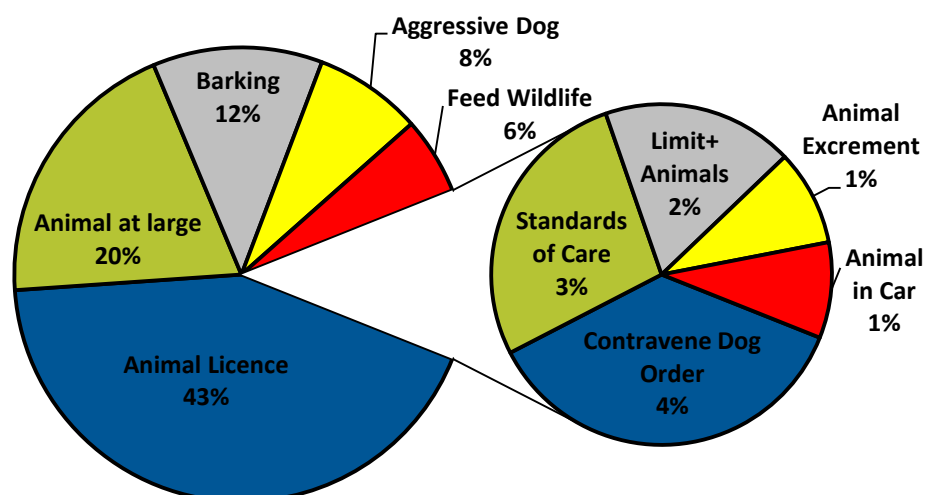 Aggressive Dog
8%
Barking
12%
Feed Wildlife
6%
Animal at large
20%
Animal Licence
43%
Limit+
Animals
2%
Animal
Excrement
1%
Standards
of Care
3%
Animal
in Car
1%
Contravene Dog
Order
4%